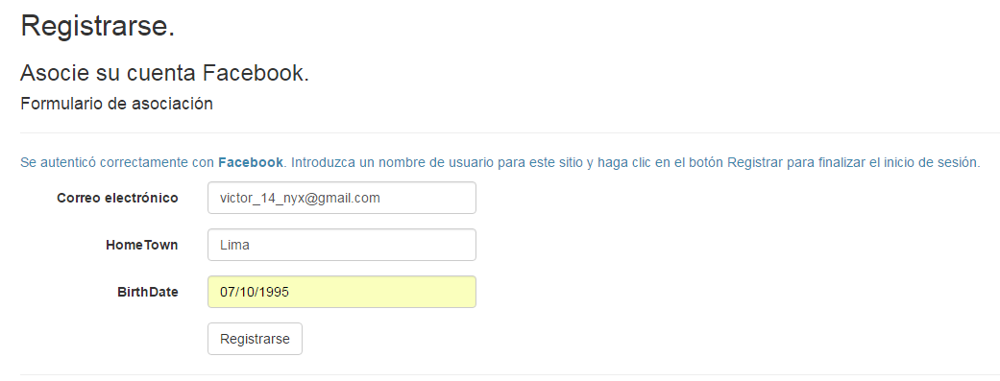 Registrarse.
Asocie su cuenta Facebook.
Formulario de asociación
Se autenticó correctamente con Facebook. Introduzca un nombre de usuario para este sitio y haga clic en el botón Registrar para finalizar el inicio de sesión.
Correo electrónico victor_14_nyx@gmail.com
HomeTown Lima
BirthDate 07/10/1995
Registrarse